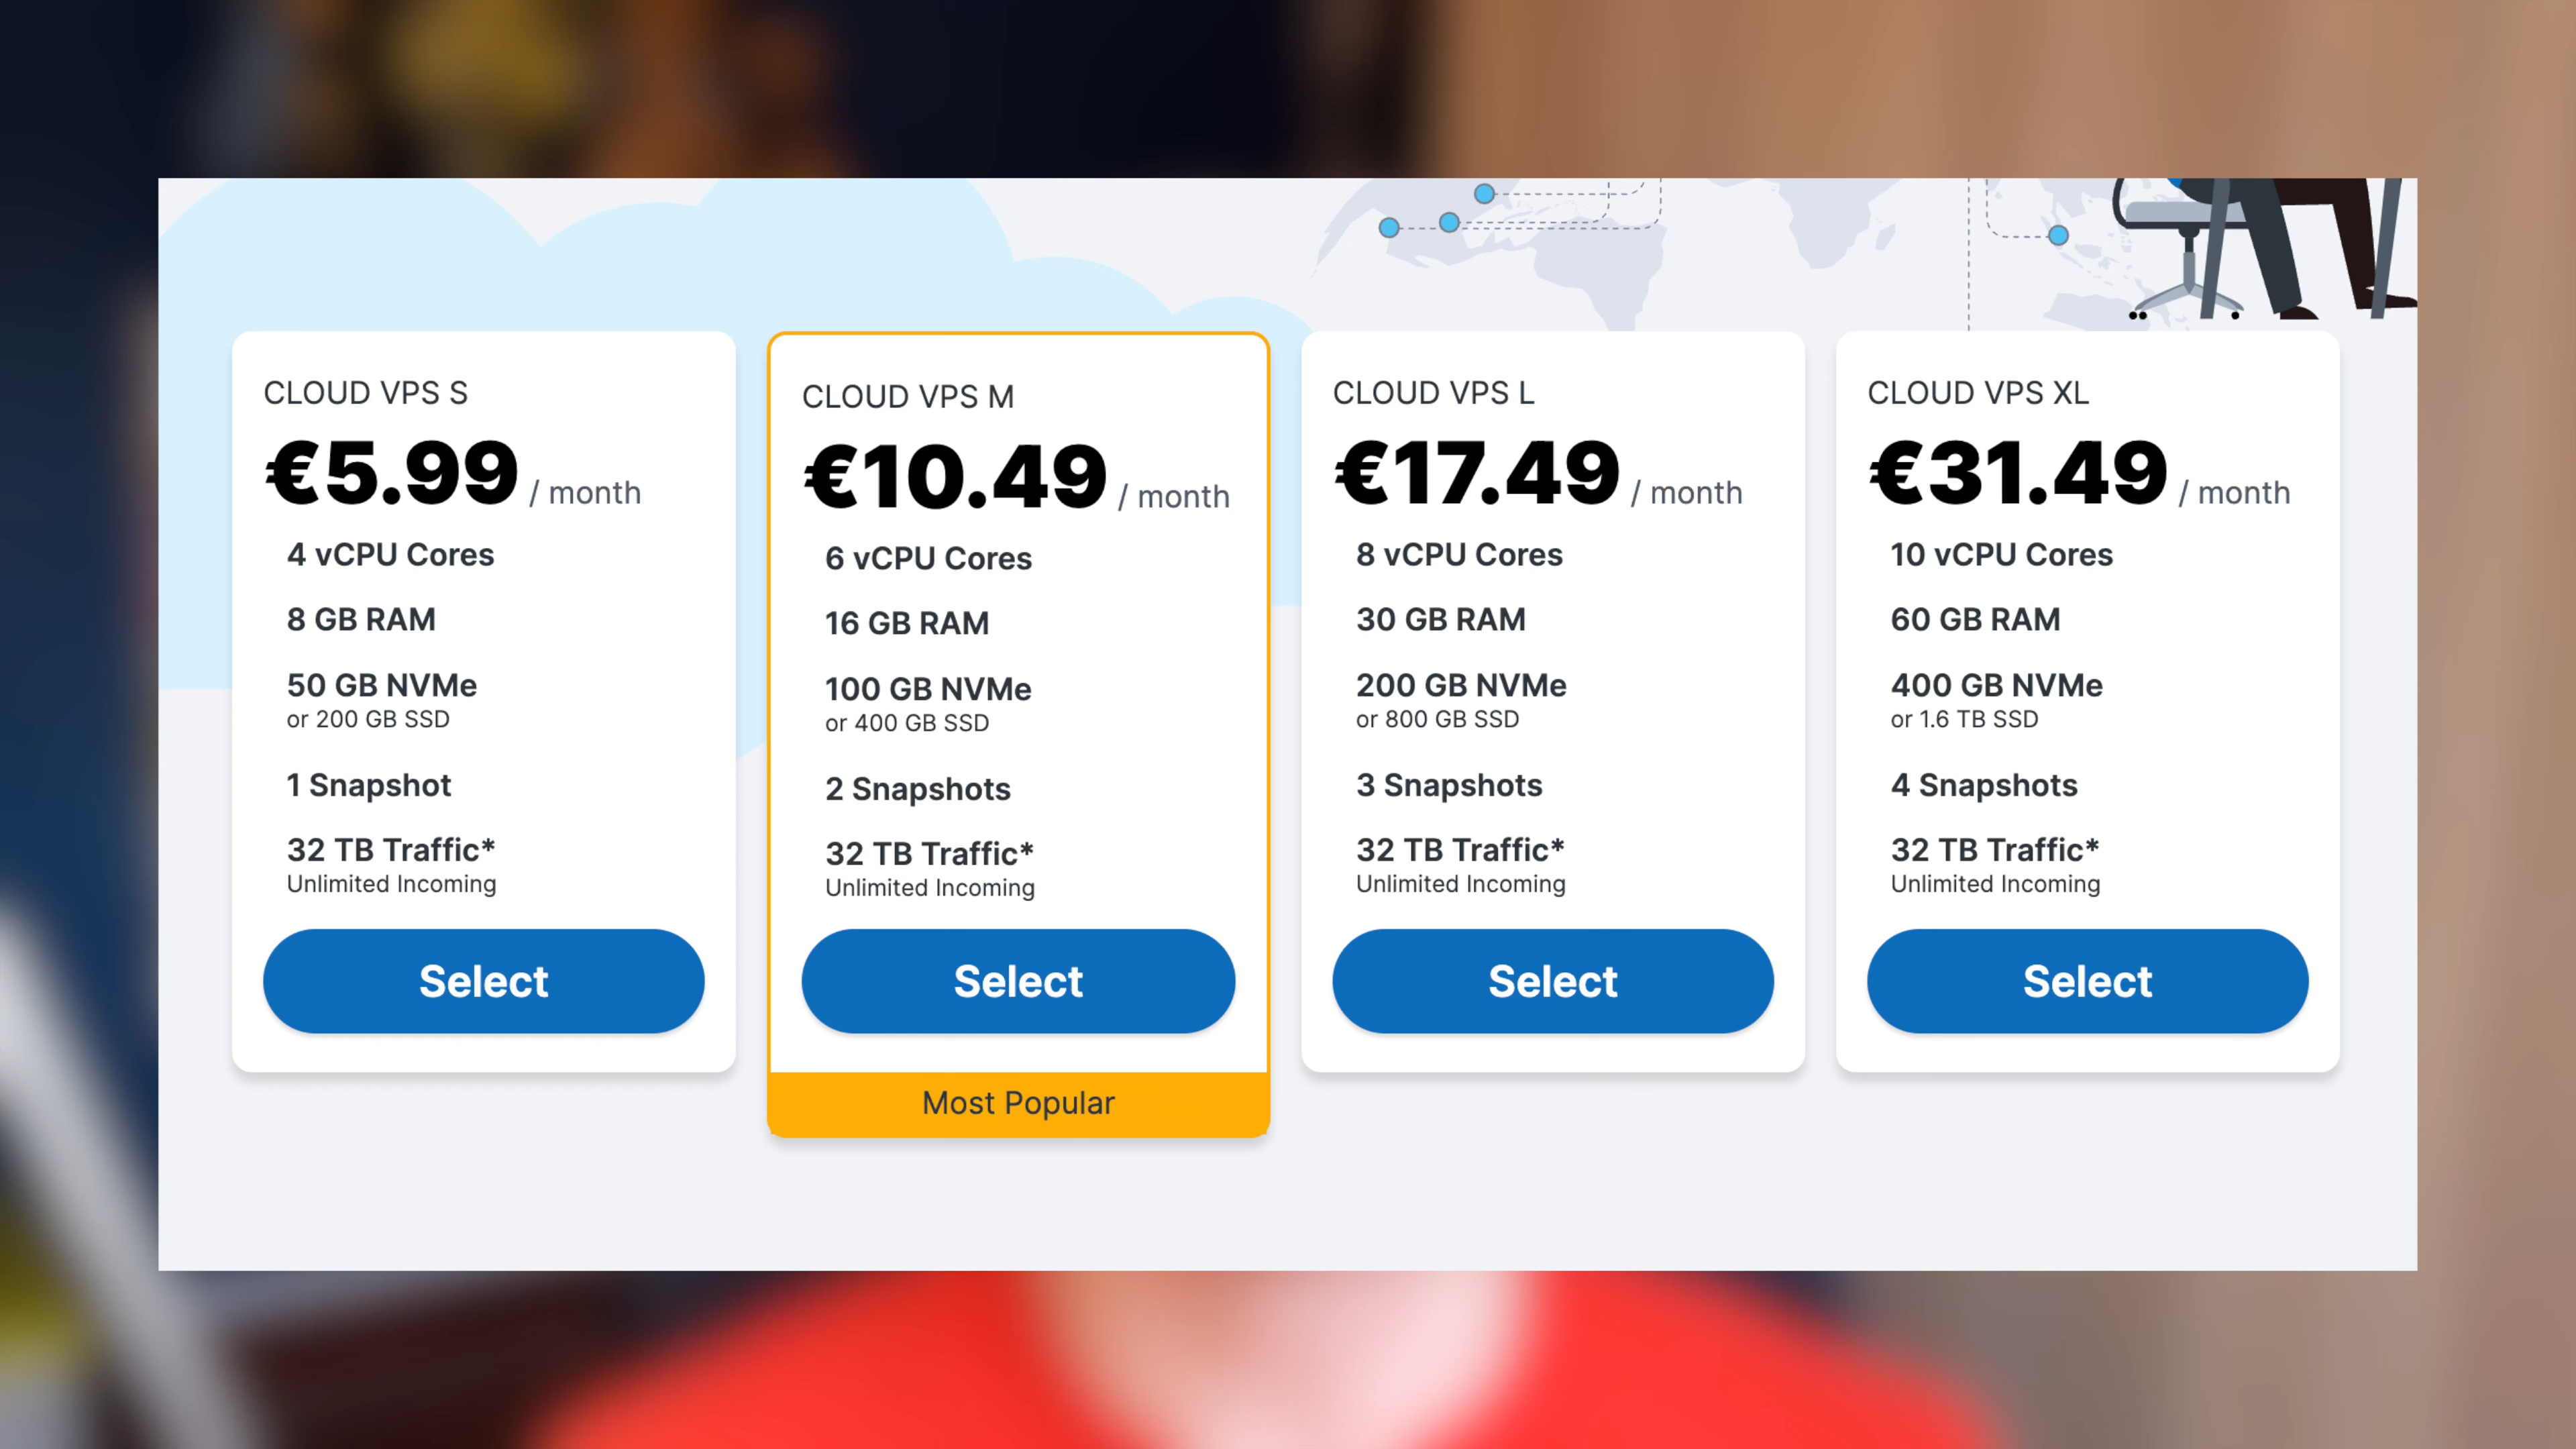 CLOUD VPS S
€5.99 / month
4 vCPU Cores
8 GB RAM
50 GB NVMe
or 200 GB SSD
1 Snapshot
32 TB Traffic*
Unlimited Incoming
Select
CLOUD VPS M
€10.49 / month
6 vCPU Cores
16 GB RAM
100 GB NVMe
or 400 GB SSD
2 Snapshots
32 TB Traffic*
Unlimited Incoming
Select
Most Popular
CLOUD VPS L
€17.49 / month
8 vCPU Cores
30 GB RAM
200 GB NVMe
or 800 GB SSD
3 Snapshots
32 TB Traffic*
Unlimited Incoming
Select
CLOUD VPS XL
€31.49 / month
10 vCPU Cores
60 GB RAM
400 GB NVMe
or 1.6 TB SSD
4 Snapshots
32 TB Traffic*
Unlimited Incoming
Select